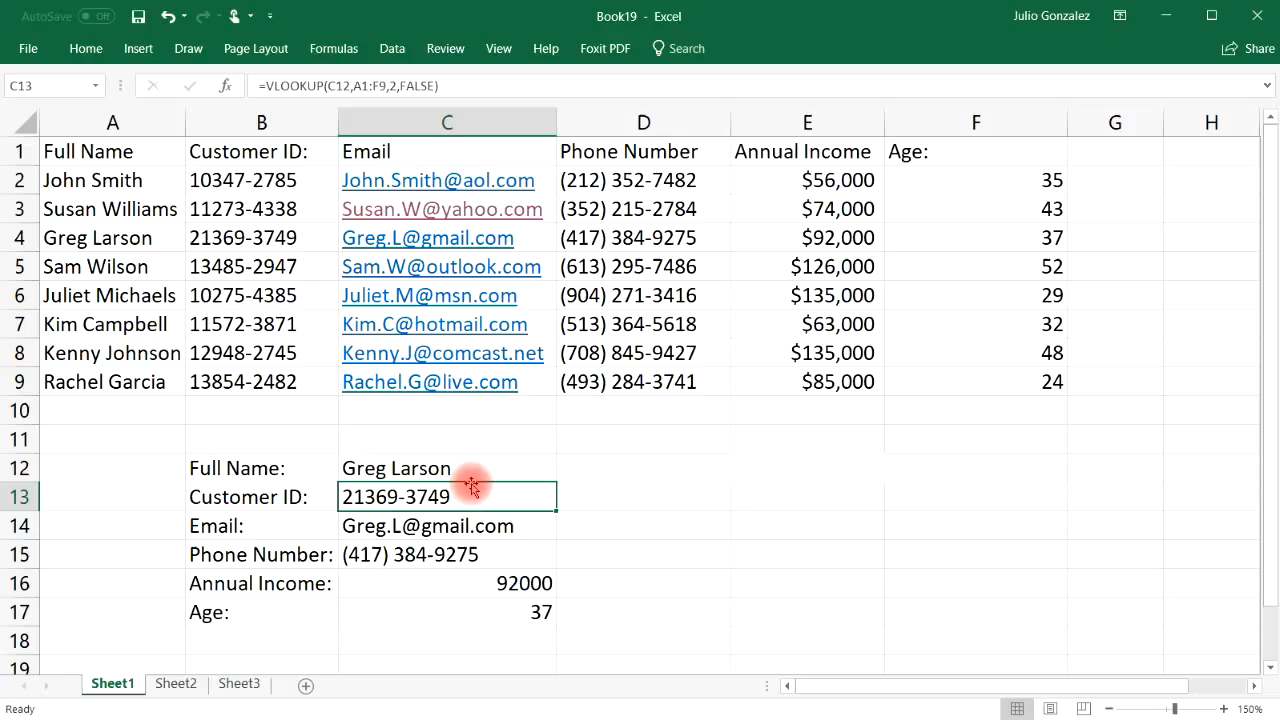 AutoSave Off Book19 - Excel Julio Gonzalez
File Home Insert Draw Page Layout Formulas Data Review View Help Foxit PDF Search Share
C13 fx =VLOOKUP(C12,A1:F9,2,FALSE)
A B C D E F G H
1 Full Name Customer ID: Email Phone Number Annual Income Age:
2 John Smith 10347-2785 John.Smith@aol.com (212) 352-7482 $56,000 35
3 Susan Williams 11273-4338 Susan.W@yahoo.com (352) 215-2784 $74,000 43
4 Greg Larson 21369-3749 Greg.L@gmail.com (417) 384-9275 $92,000 37
5 Sam Wilson 13485-2947 Sam.W@outlook.com (613) 295-7486 $126,000 52
6 Juliet Michaels 10275-4385 Juliet.M@msn.com (904) 271-3416 $135,000 29
7 Kim Campbell 11572-3871 Kim.C@hotmail.com (513) 364-5618 $63,000 32
8 Kenny Johnson 12948-2745 Kenny.J@comcast.net (708) 845-9427 $135,000 48
9 Rachel Garcia 13854-2482 Rachel.G@live.com (493) 284-3741 $85,000 24
10
11
12 Full Name: Greg Larson
13 Customer ID: 21369-3749
14 Email: Greg.L@gmail.com
15 Phone Number: (417) 384-9275
16 Annual Income: 92000
17 Age: 37
18
19
Sheet1 Sheet2 Sheet3
Ready 150%